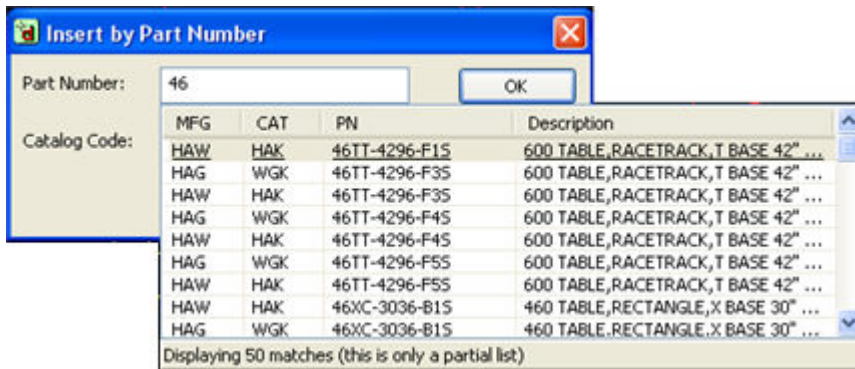 Insert by Part Number
Part Number: 46 OK
Catalog Code:
MFG CAT PN Description
HAW HAK 46TT-4296-F1S 600 TABLE,RACETRACK,T BASE 42" ...
HAG WGK 46TT-4296-F3S 600 TABLE,RACETRACK,T BASE 42" ...
HAW HAK 46TT-4296-F3S 600 TABLE,RACETRACK,T BASE 42" ...
HAG WGK 46TT-4296-F4S 600 TABLE,RACETRACK,T BASE 42" ...
HAW HAK 46TT-4296-F4S 600 TABLE,RACETRACK,T BASE 42" ...
HAG WGK 46TT-4296-F5S 600 TABLE,RACETRACK,T BASE 42" ...
HAW HAK 46TT-4296-F5S 600 TABLE,RACETRACK,T BASE 42" ...
HAW HAK 46XC-3036-B1S 460 TABLE,RECTANGLE,X BASE 30" ...
HAG WGK 46XC-3036-B1S 460 TABLE,RECTANGLE,X BASE 30" ...
Displaying 50 matches (this is only a partial list)